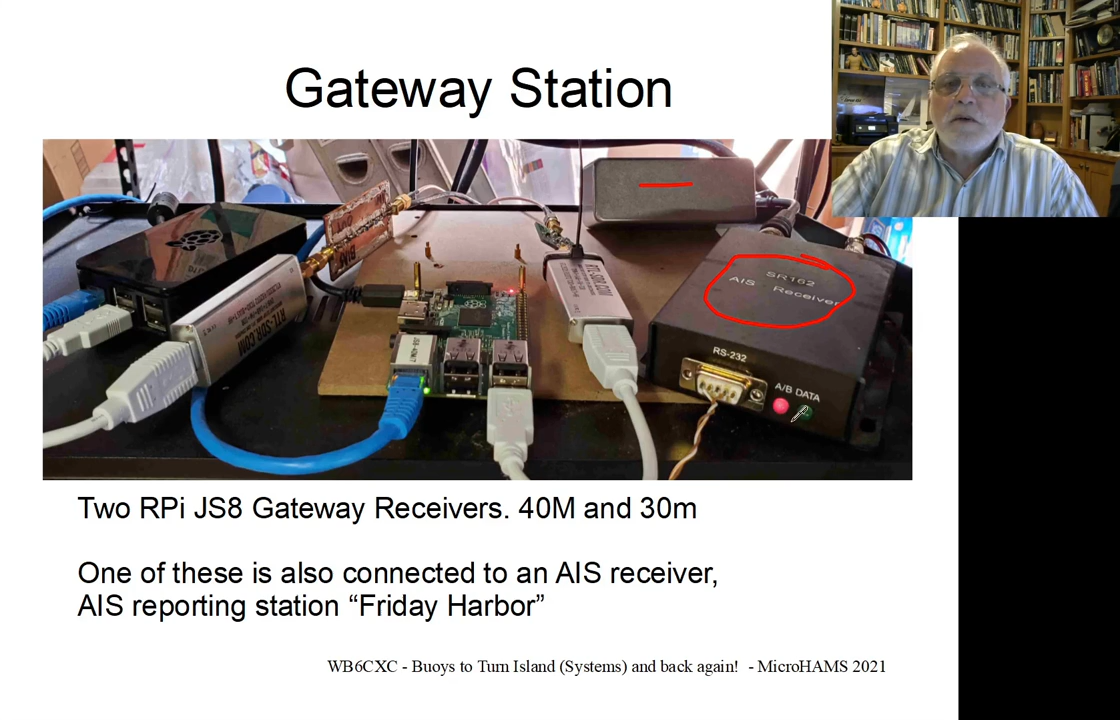 Gateway Station
SR162
AIS Receiver
RTL-SDR.COM
RTL-SDR.COM
RS-232
A/B DATA
Two RPi JS8 Gateway Receivers. 40M and 30m
One of these is also connected to an AIS receiver,
AIS reporting station “Friday Harbor”
WB6CXC - Buoys to Turn Island (Systems) and back again! - MicroHAMS 2021